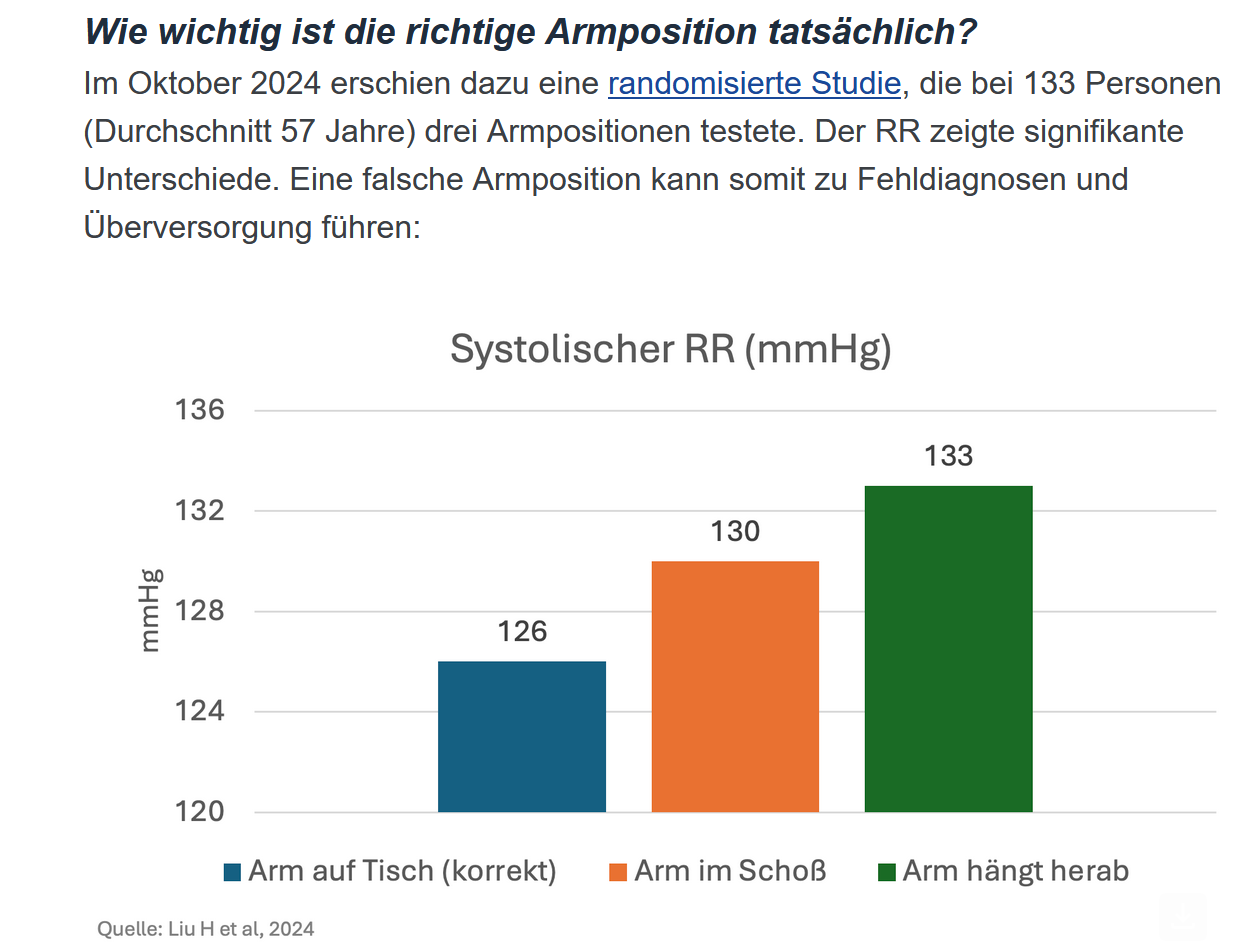 Wie wichtig ist die richtige Armposition tatsächlich?
Im Oktober 2024 erschien dazu eine randomisierte Studie, die bei 133 Personen
(Durchschnitt 57 Jahre) drei Armpositionen testete. Der RR zeigte signifikante
Unterschiede. Eine falsche Armposition kann somit zu Fehldiagnosen und
Überversorgung führen:
Systolischer RR (mmHg)
136
132
128
124
120
mmHg
126
130
133
Arm auf Tisch (korrekt)
Arm im Schoß
Arm hängt herab
Quelle: Liu H et al, 2024